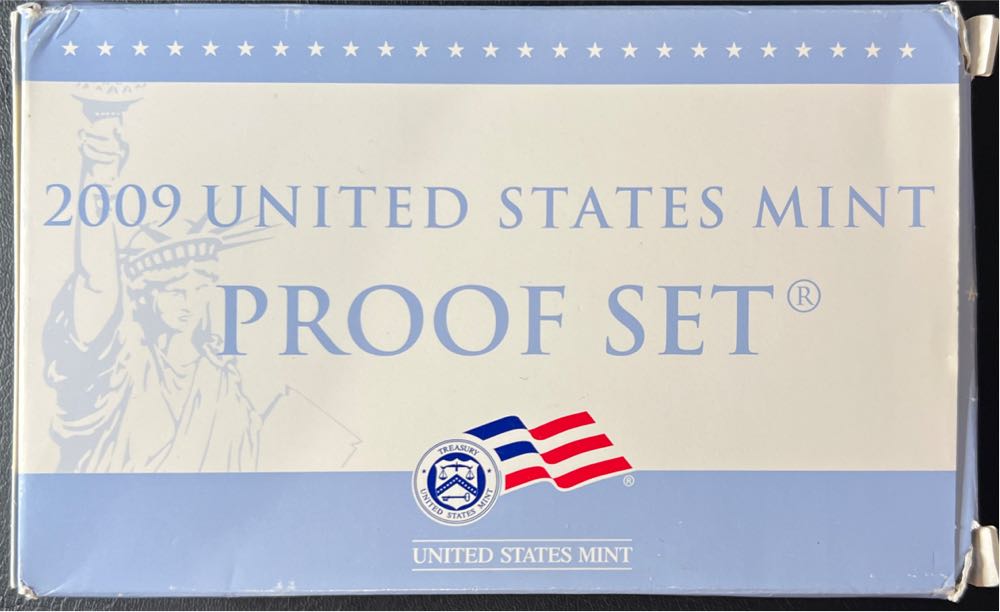 2009 UNITED STATES MINT
PROOF SET®
TREASURY
UNITED STATES MINT
®
UNITED STATES MINT